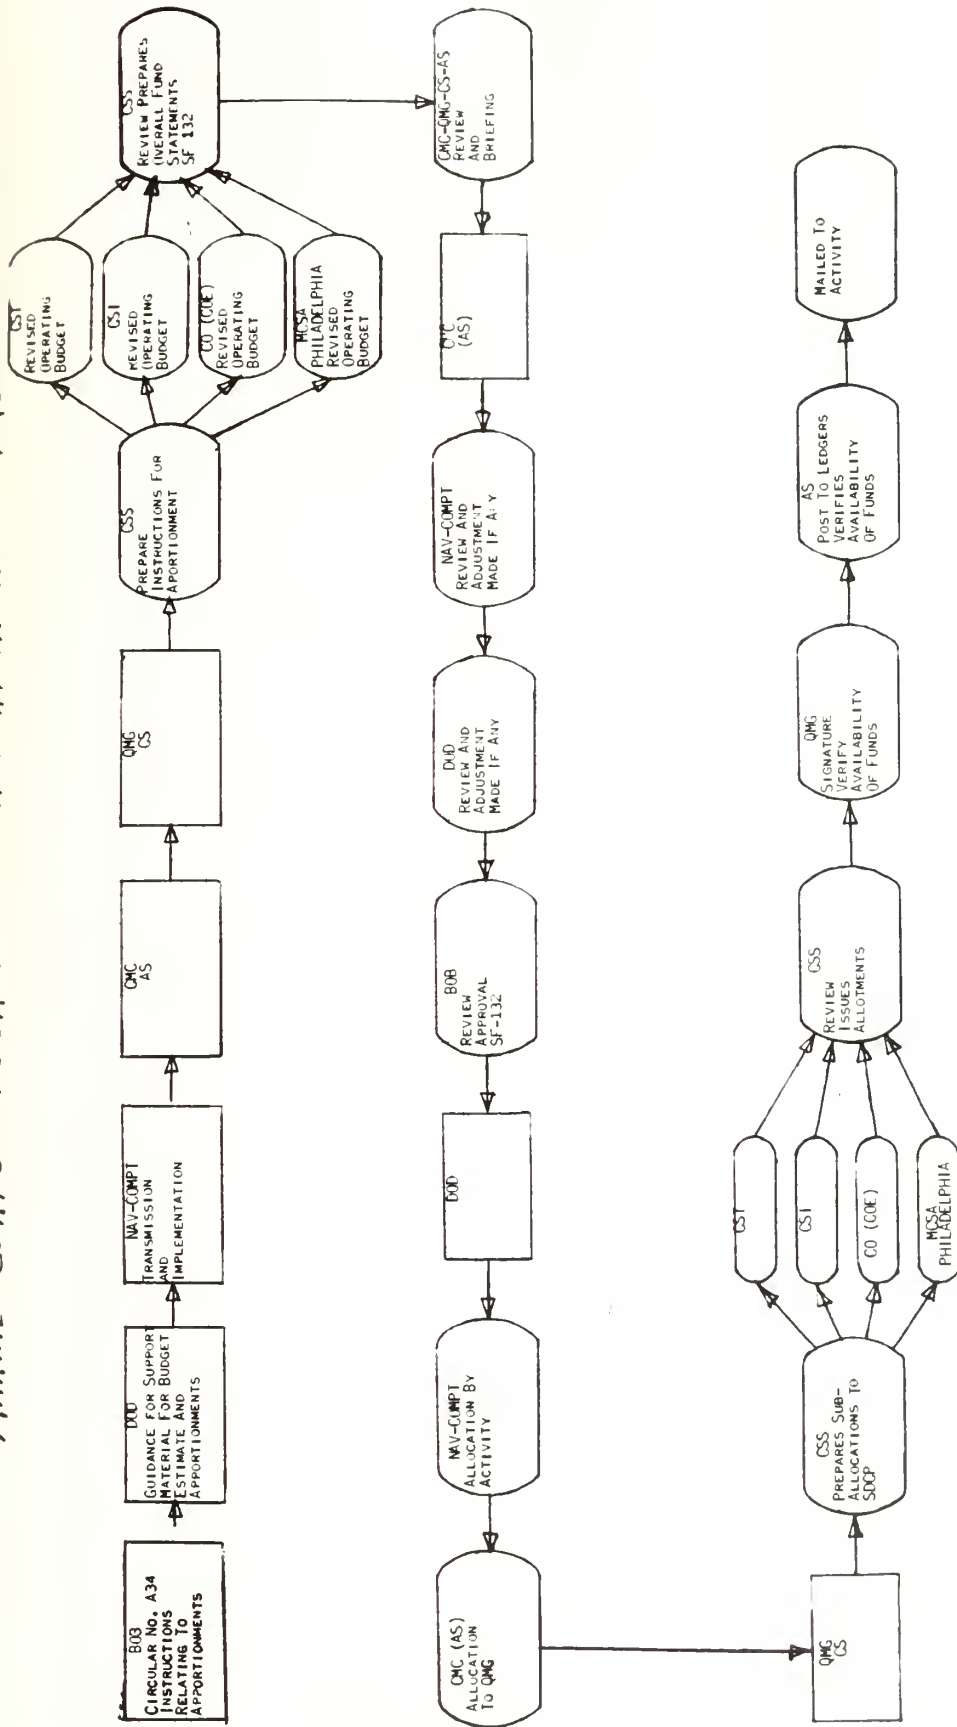 BOB
CIRCULAR NO. A34
INSTRUCTIONS
RELATING TO
APPORTIONMENTS
DOD
GUIDANCE FOR SUPPORT
MATERIAL FOR BUDGET
ESTIMATE AND
APPORTIONMENTS
NAV-COMPT
TRANSMISSION
AND
IMPLEMENTATION
CMC
AS
QMG
CS
CSS
PREPARE
INSTRUCTIONS FOR
APORTIONMENT
CST
REVISED
OPERATING
BUDGET
CSI
REVISED
OPERATING
BUDGET
CO (COE)
REVISED
OPERATING
BUDGET
MCSA
PHILADELPHIA
REVISED
OPERATING
BUDGET
CSS
REVIEW PREPARES
OVERALL FUND
STATEMENTS
SF 132
CMC-QMG-CS-AS
REVIEW
AND
BRIEFING
CMC
(AS)
NAV-COMPT
REVIEW AND
ADJUSTMENT
MADE IF ANY
DOD
REVIEW AND
ADJUSTMENT
MADE IF ANY
BOB
REVIEW
APPROVAL
SF-132
DOD
NAV-COMPT
ALLOCATION BY
ACTIVITY
CMC (AS)
ALLOCATION
TO QMG
QMG
CS
CSS
PREPARES SUB-
ALLOCATIONS TO
SDCP
CST
CSI
CO (COE)
MCSA
PHILADELPHIA
CSS
REVIEW
ISSUES
ALLOTMENTS
QMG
SIGNATURE
VERIFY
AVAILABILITY
OF FUNDS
AS
POST TO LEDGERS
VERIFIES
AVAILABILITY
OF FUNDS
MAILED TO
ACTIVITY